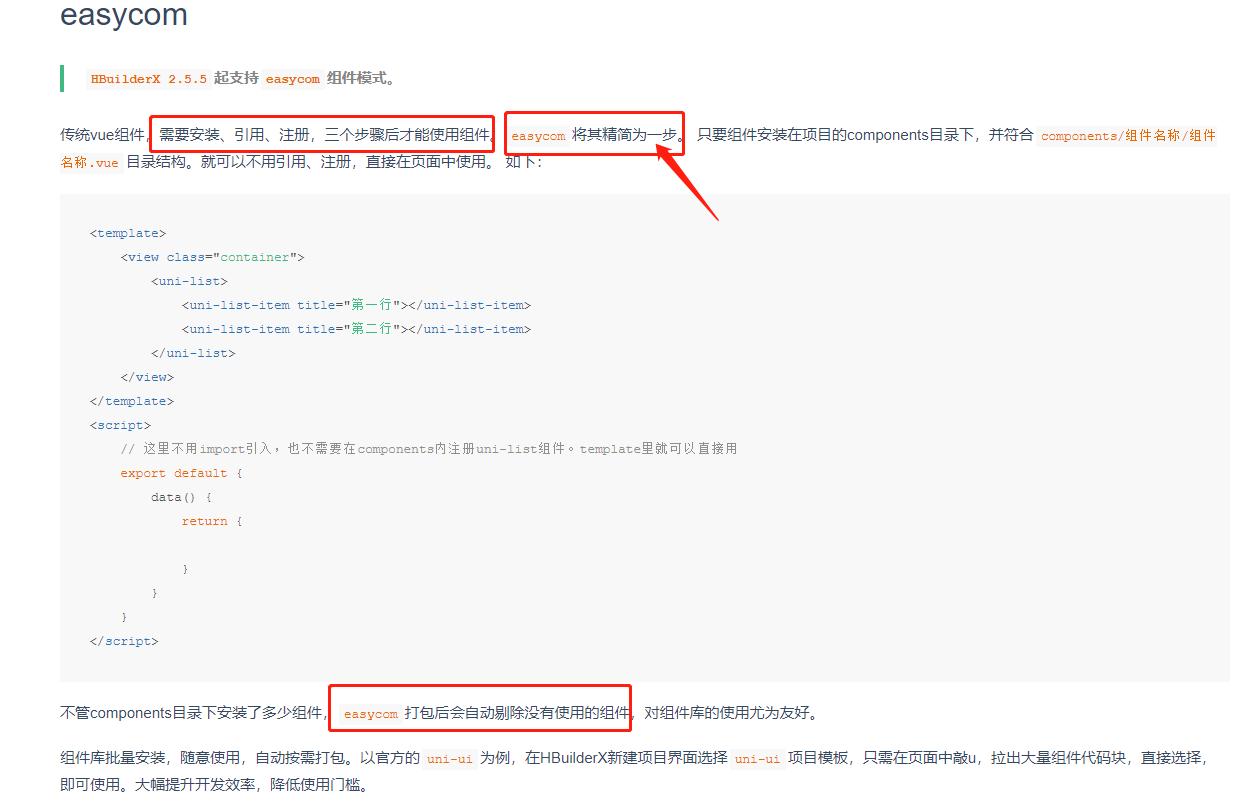 easycom
HBuilderX 2.5.5 起支持 easycom 组件模式。
传统vue组件，需要安装、引用、注册，三个步骤后才能使用组件。easycom 将其精简为一步。 只要组件安装在项目的components目录下，并符合 components/组件名称/组件
名称.vue 目录结构。就可以不用引用、注册，直接在页面中使用。 如下：
<template>
<view class="container">
<uni-list>
<uni-list-item title="第一行"></uni-list-item>
<uni-list-item title="第二行"></uni-list-item>
</uni-list>
</view>
</template>
<script>
// 这里不用import引入，也不需要在components内注册uni-list组件。template里就可以直接用
export default {
data() {
return {
}
}
}
</script>
不管components目录下安装了多少组件，easycom 打包后会自动剔除没有使用的组件，对组件库的使用尤为友好。
组件库批量安装，随意使用，自动按需打包。以官方的 uni-ui 为例，在HBuilderX新建项目界面选择 uni-ui 项目模板，只需在页面中敲u，拉出大量组件代码块，直接选择，
即可使用。大幅提升开发效率，降低使用门槛。